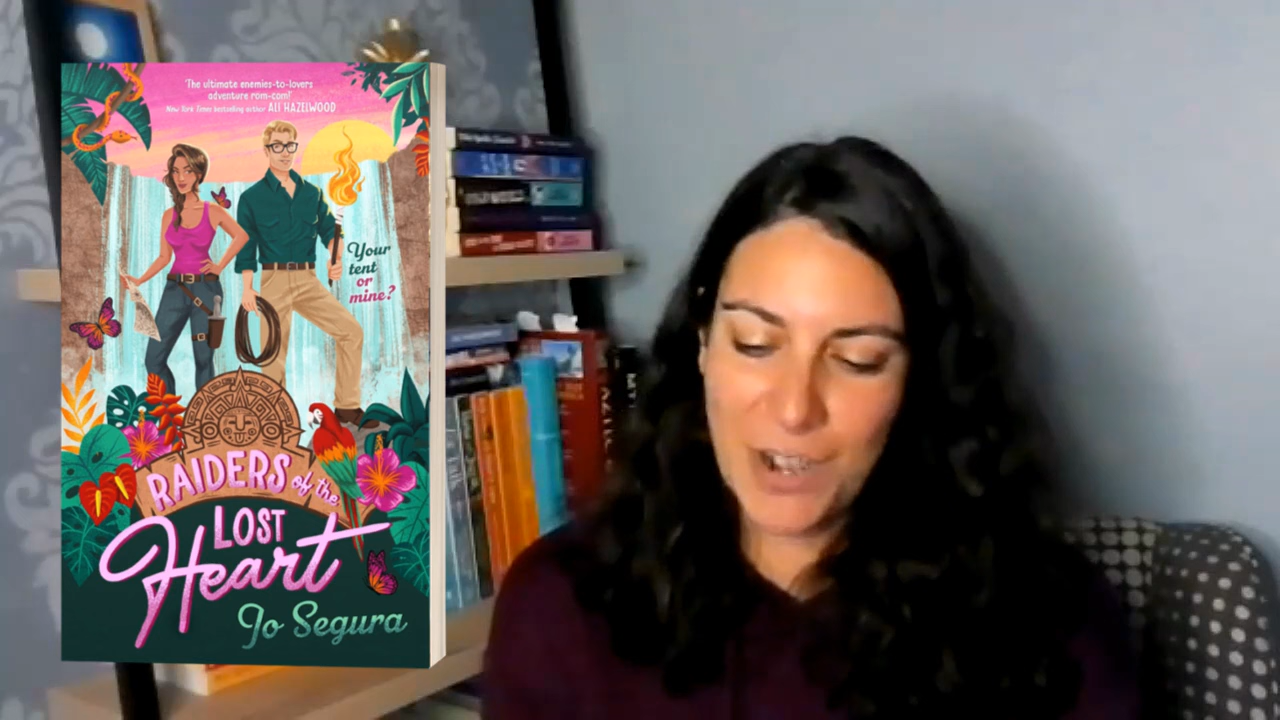 'The ultimate enemies-to-lovers
adventure rom-com!'
New York Times bestselling author ALI HAZELWOOD
Your
tent
or
mine?
RAIDERS of the
LOST
Heart
Jo Segura